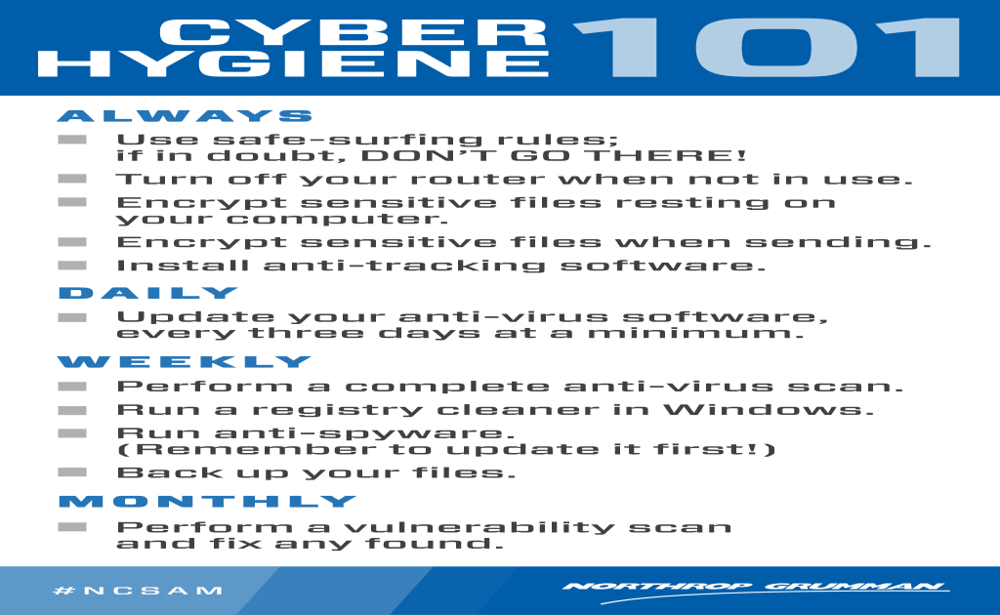 CYBER
HYGIENE 101
ALWAYS
Use safe-surfing rules;
if in doubt, DON'T GO THERE!
Turn off your router when not in use.
Encrypt sensitive files resting on
your computer.
Encrypt sensitive files when sending.
Install anti-tracking software.
DAILY
Update your anti-virus software,
every three days at a minimum.
WEEKLY
Perform a complete anti-virus scan.
Run a registry cleaner in Windows.
Run anti-spyware.
(Remember to update it first!)
Back up your files.
MONTHLY
Perform a vulnerability scan
and fix any found.
#NCSAM
NORTHROP GRUMMAN